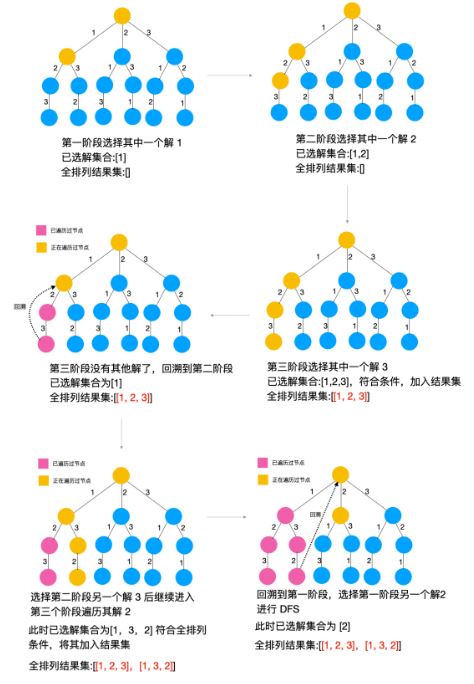 1 2 3
2 3 1 3 1 2
3 2 3 1 2 1
第一阶段选择其中一个解 1
已选解集合:[1]
全排列结果集:[]
1 2 3
2 3 1 3 1 2
3 2 3 1 2 1
第二阶段选择其中一个解 2
已选解集合:[1,2]
全排列结果集:[]
已遍历过节点
正在遍历节点
1 2 3
回溯
2 3 1 3 1 2
3 2 3 1 2 1
第三阶段没有其他解了，回溯到第二阶段
已选解集合为[1]
全排列结果集:[[1, 2, 3]]
1 2 3
2 3 1 3 1 2
3 2 3 1 2 1
第三阶段选择其中一个解 3
已选解集合:[1,2,3]，符合条件，加入结果集
全排列结果集:[[1, 2, 3]]
已遍历过节点
正在遍历节点
1 2 3
2 3 1 3 1 2
3 2 3 1 2 1
选择第二阶段另一个解 3 后继续进入
第三个阶段遍历其解 2
此时已选解集合为[1，3，2] 符合全排列
条件，将其加入结果集
全排列结果集:[[1, 2, 3]，[1, 3, 2]]
已遍历过节点
正在遍历节点
1 2 3
回溯
2 3 1 3 1 2
3 2 3 1 2 1
回溯到第一阶段，选择第一阶段另一个解2
进行 DFS
此时已选解集合为 [2]
全排列结果集:[[1, 2, 3]，[1, 3, 2]]